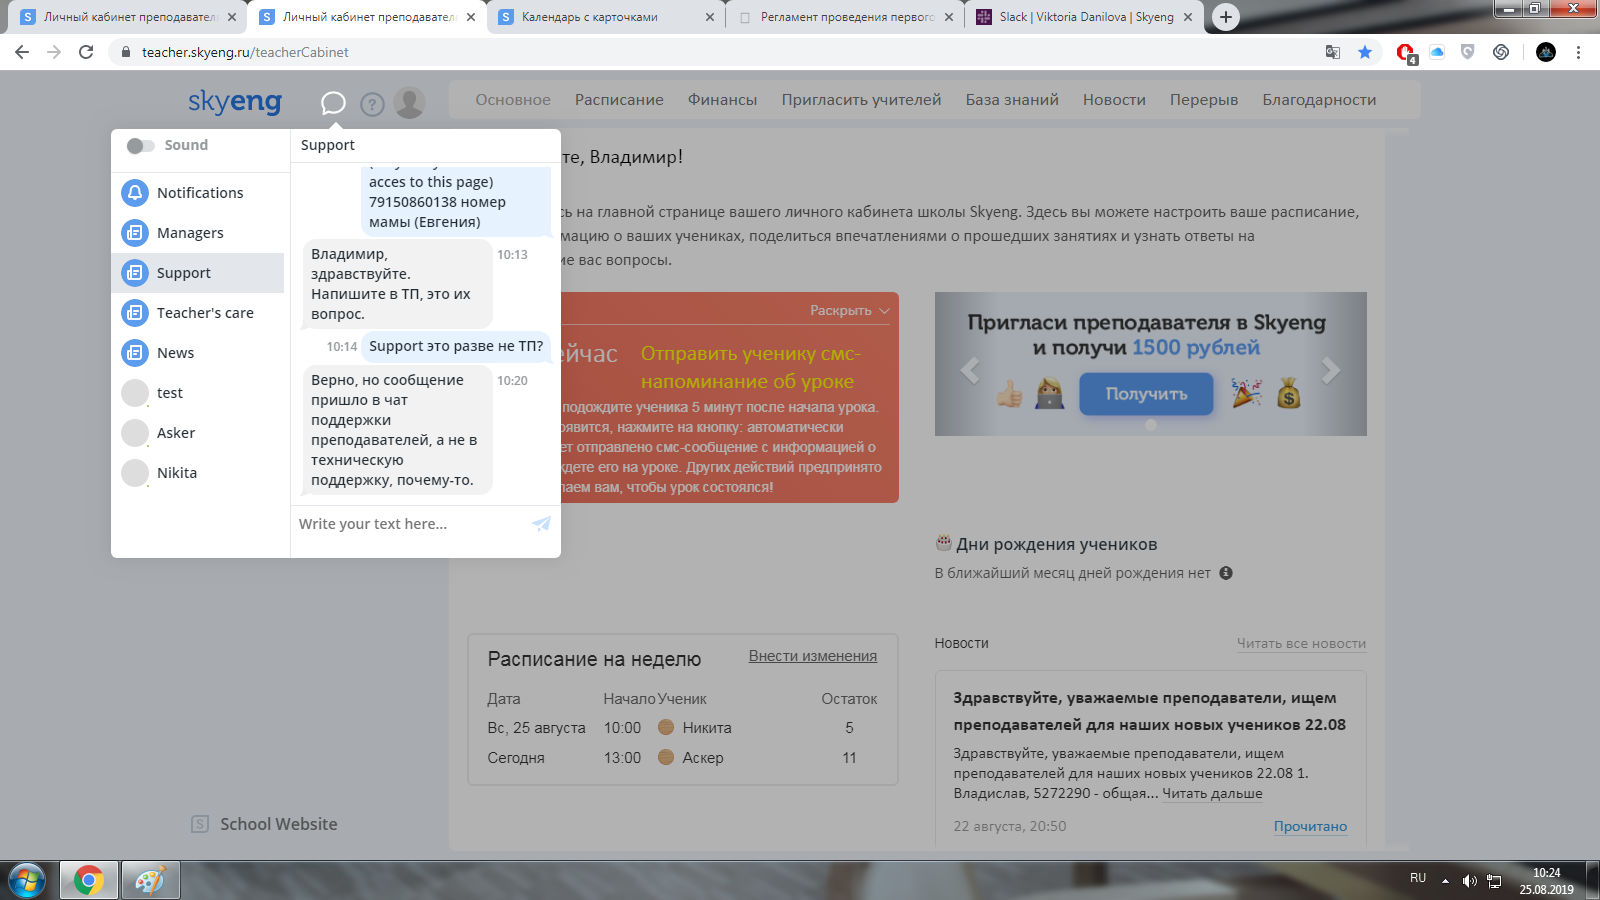 Личный кабинет преподавател
Личный кабинет преподавател
Календарь с карточками
Регламент проведения первого
Slack | Viktoria Danilova | Skyeng
teacher.skyeng.ru/teacherCabinet
4
skyeng
?
Основное Расписание Финансы Пригласить учителей База знаний Новости Перерыв Благодарности
Sound
Notifications
Managers
Support
Teacher's care
News
test
Asker
Nikita
Support
acces to this page)
79150860138 номер
мамы (Евгения)
Владимир,
здравствуйте.
Напишите в ТП, это их
вопрос.
10:13
10:14
Support это разве не ТП?
Верно, но сообщение
пришло в чат
поддержки
преподавателей, а не в
техническую
поддержку, почему-то.
10:20
Write your text here...
те, Владимир!
сь на главной странице вашего личного кабинета школы Skyeng. Здесь вы можете настроить ваше расписание,
мацию о ваших учениках, поделиться впечатлениями о прошедших занятиях и узнать ответы на
ие вас вопросы.
Раскрыть
ейчас
Отправить ученику смс-
напоминание об уроке
подождите ученика 5 минут после начала урока.
оявится, нажмите на кнопку: автоматически
ет отправлено смс-сообщение с информацией о
ждете его на уроке. Других действий предпринято
лаем вам, чтобы урок состоялся!
Пригласи преподавателя в Skyeng
и получи 1500 рублей
Получить
Дни рождения учеников
В ближайший месяц дней рождения нет
Расписание на неделю
Внести изменения
Дата Начало Ученик Остаток
Вс, 25 августа 10:00 Никита 5
Сегодня 13:00 Аскер 11
Новости
Читать все новости
Здравствуйте, уважаемые преподаватели, ищем
преподавателей для наших новых учеников 22.08
Здравствуйте, уважаемые преподаватели, ищем
преподавателей для наших новых учеников 22.08 1.
Владислав, 5272290 - общая... Читать дальше
22 августа, 20:50
Прочитано
School Website
RU
10:24
25.08.2019